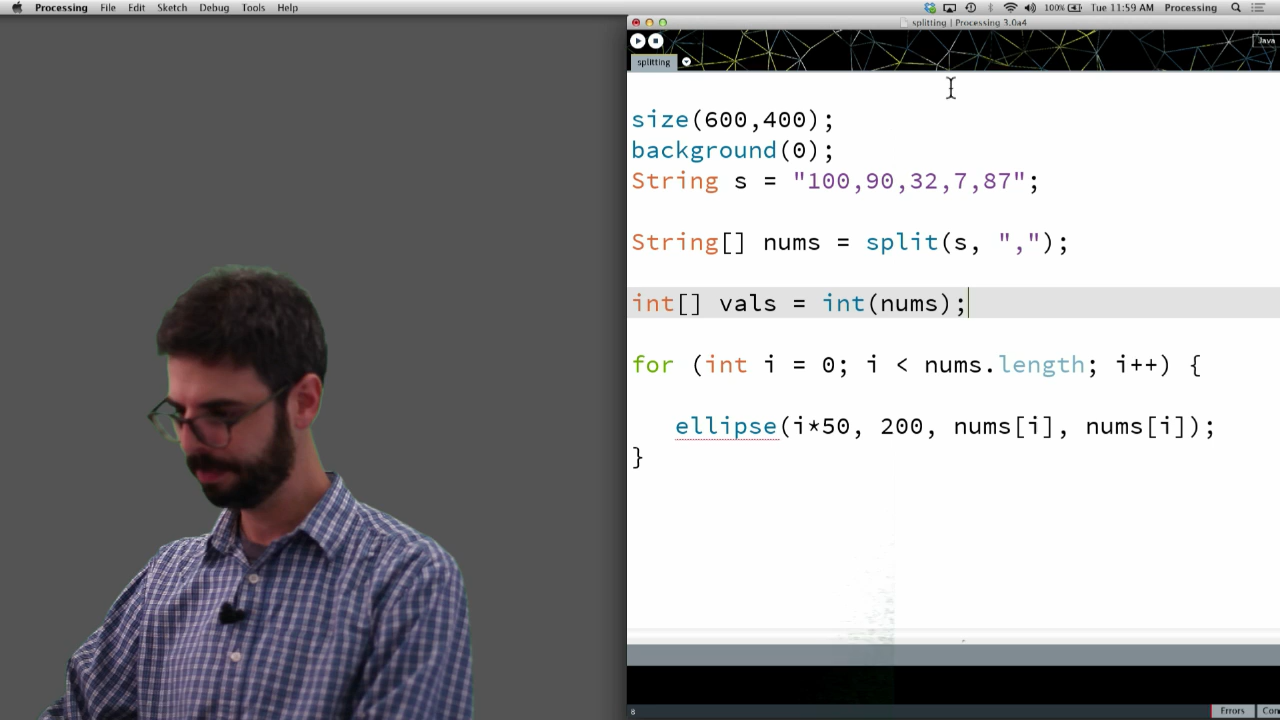 Processing File Edit Sketch Debug Tools Help 100% Tue 11:59 AM Processing
splitting | Processing 3.0a4
Java
splitting
size(600,400);
background(0);
String s = "100,90,32,7,87";
String[] nums = split(s, ",");
int[] vals = int(nums);
for (int i = 0; i < nums.length; i++) {
ellipse(i*50, 200, nums[i], nums[i]);
}
8 Errors